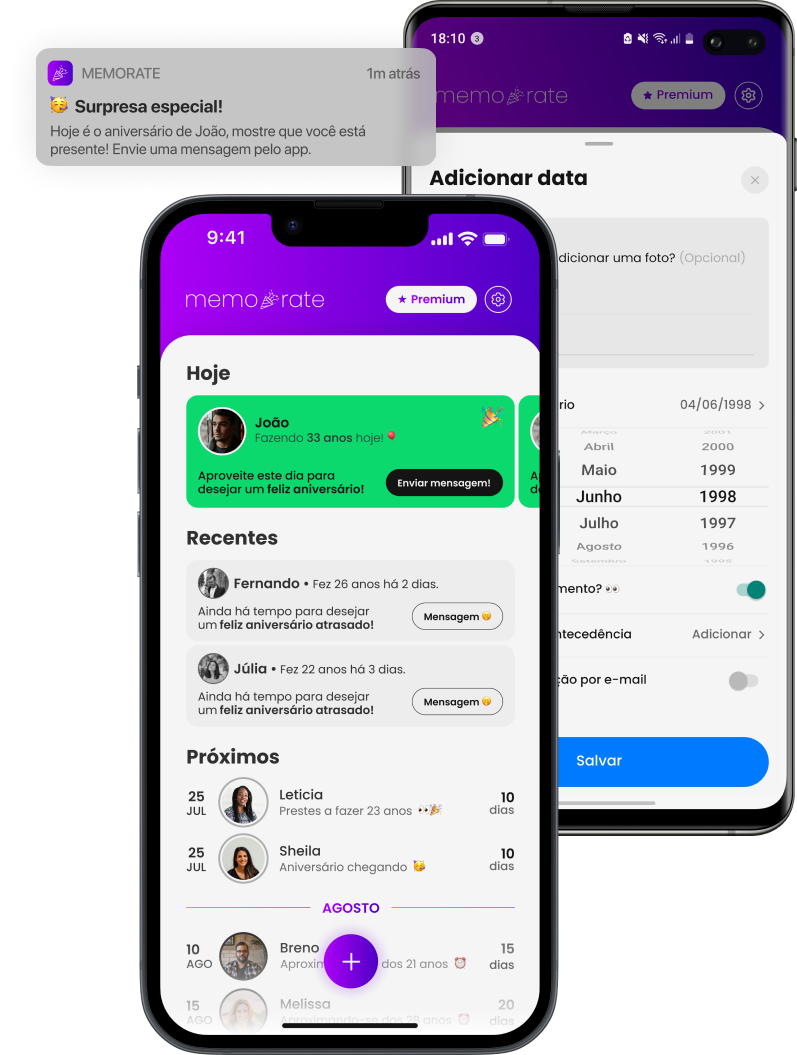 MEMORATE
1m atrás
🥳 Surpresa especial!
Hoje é o aniversário de João, mostre que você está
presente! Envie uma mensagem pelo app.
18:10 3
memo rate
★ Premium
Adicionar data
dicionar uma foto? (Opcional)
rio
04/06/1998 >
Março 2001
Abril 2000
Maio 1999
Junho 1998
Julho 1997
Agosto 1996
Setembro 1995
mento? 👀
ntecedência
Adicionar >
ção por e-mail
Salvar
9:41
memo rate
★ Premium
Hoje
João
Fazendo 33 anos hoje! 🎈
Aproveite este dia para
desejar um feliz aniversário!
Enviar mensagem!
Recentes
Fernando • Fez 26 anos há 2 dias.
Ainda há tempo para desejar
um feliz aniversário atrasado!
Mensagem 🤭
Júlia • Fez 22 anos há 3 dias.
Ainda há tempo para desejar
um feliz aniversário atrasado!
Mensagem 🤭
Próximos
25
JUL
Leticia
Prestes a fazer 23 anos 👀🎉
10
dias
25
JUL
Sheila
Aniversário chegando 🥳
10
dias
AGOSTO
10
AGO
Breno
Aproxim dos 21 anos ⏰
15
dias
+
15
AGO
Melissa
Aproximando-se dos 28 anos ⏰
20
dias